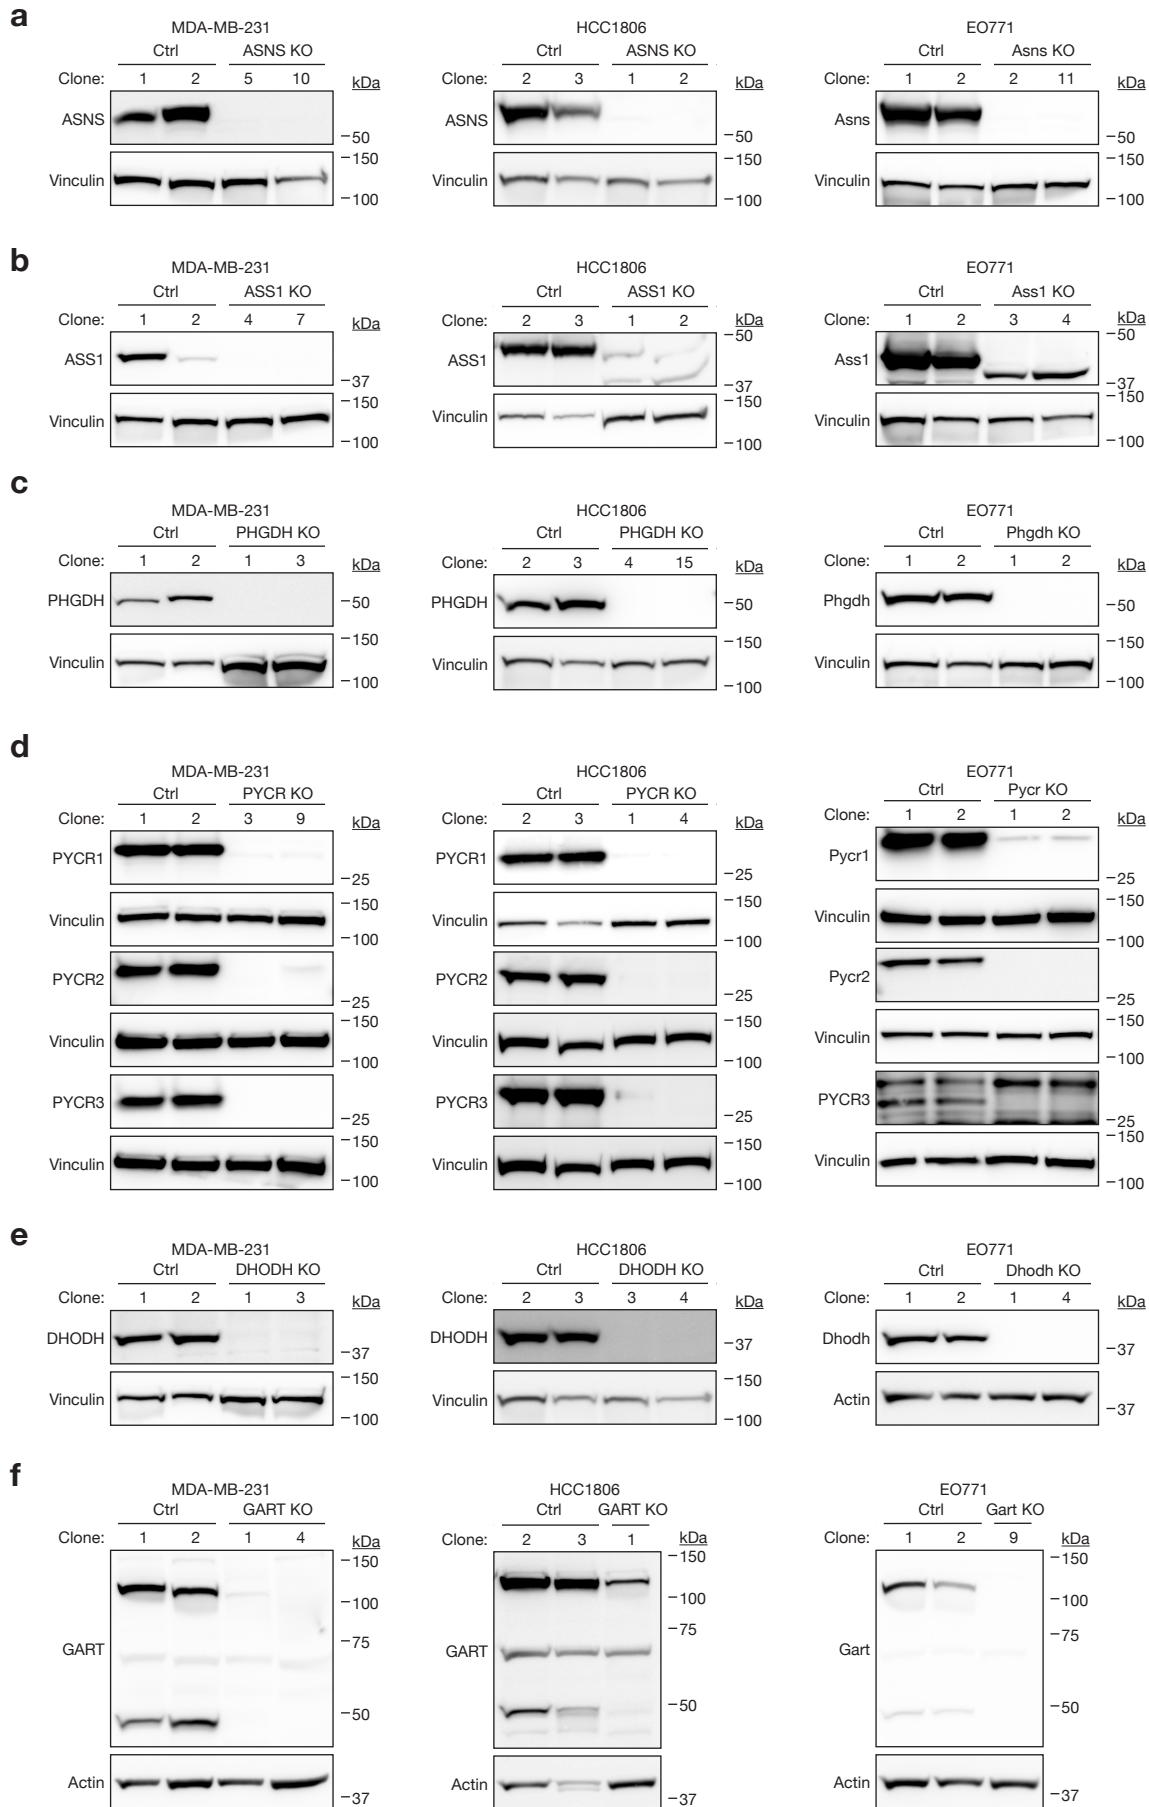 a
MDA-MB-231 HCC1806 EO771
Ctrl ASNS KO Ctrl ASNS KO Ctrl Asns KO
Clone: 1 2 5 10 kDa Clone: 2 3 1 2 kDa Clone: 1 2 2 11 kDa
ASNS ASNS Asns
50 50 50
150 150 150
Vinculin Vinculin Vinculin
100 100 100
b
MDA-MB-231 HCC1806 EO771
Ctrl ASS1 KO Ctrl ASS1 KO Ctrl Ass1 KO
Clone: 1 2 4 7 kDa Clone: 2 3 1 2 kDa Clone: 1 2 3 4 kDa
50 50
ASS1 ASS1 Ass1
37 37 37
150 150 150
Vinculin Vinculin Vinculin
100 100 100
c
MDA-MB-231 HCC1806 EO771
Ctrl PHGDH KO Ctrl PHGDH KO Ctrl Phgdh KO
Clone: 1 2 1 3 kDa Clone: 2 3 4 15 kDa Clone: 1 2 1 2 kDa
PHGDH 50 PHGDH 50 Phgdh 50
150 150 150
Vinculin Vinculin Vinculin
100 100 100
d
MDA-MB-231 HCC1806 EO771
Ctrl PYCR KO Ctrl PYCR KO Ctrl Pycr KO
Clone: 1 2 3 9 kDa Clone: 2 3 1 4 kDa Clone: 1 2 1 2 kDa
PYCR1 PYCR1 Pycr1
25 25 25
150 150 150
Vinculin Vinculin Vinculin
100 100 100
PYCR2 PYCR2 Pycr2
25 25 25
150 150 150
Vinculin Vinculin Vinculin
100 100 100
PYCR3 PYCR3 PYCR3
25 25 25
150 150 150
Vinculin Vinculin Vinculin
100 100 100
e
MDA-MB-231 HCC1806 EO771
Ctrl DHODH KO Ctrl DHODH KO Ctrl Dhodh KO
Clone: 1 2 1 3 kDa Clone: 2 3 3 4 kDa Clone: 1 2 1 4 kDa
DHODH 37 DHODH 37 Dhodh 37
150 150
Vinculin Vinculin Actin
100 100 37
f
MDA-MB-231 HCC1806 EO771
Ctrl GART KO Ctrl GART KO Ctrl Gart KO
Clone: 1 2 1 4 kDa Clone: 2 3 1 kDa Clone: 1 2 9 kDa
150 150 150
100 100 100
75 75 75
GART GART Gart
50 50 50
Actin Actin Actin
37 37 37